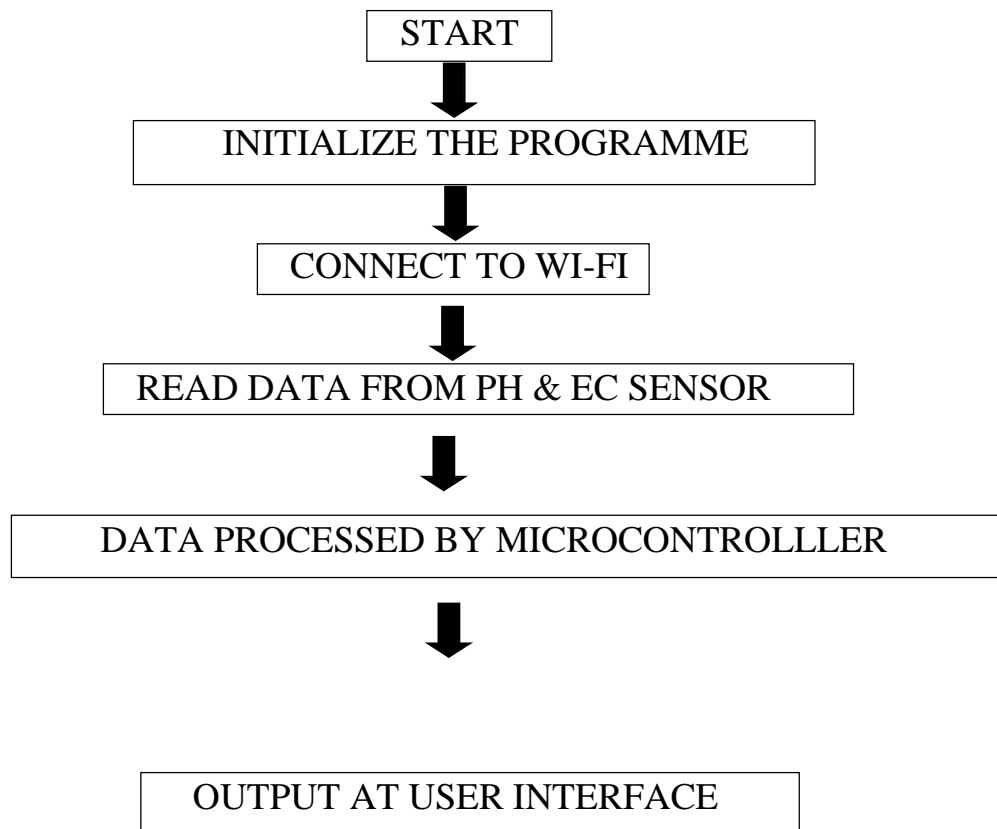 START
INITIALIZE THE PROGRAMME
CONNECT TO WI-FI
READ DATA FROM PH & EC SENSOR
DATA PROCESSED BY MICROCONTROLLLER
OUTPUT AT USER INTERFACE